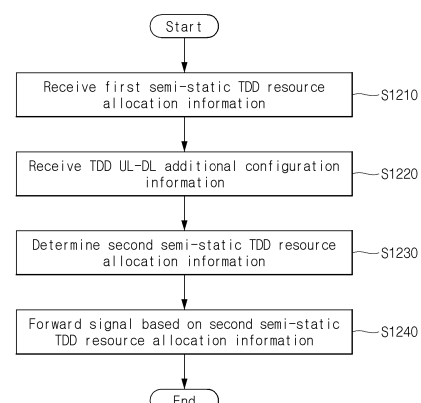 Start
Receive first semi-static TDD resource
allocation information
S1210
Receive TDD UL-DL additional configuration
information
S1220
Determine second semi-static TDD resource
allocation information
S1230
Forward signal based on second semi-static
TDD resource allocation information
S1240
End